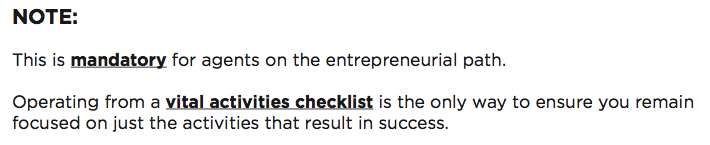 NOTE:
This is mandatory for agents on the entrepreneurial path.
Operating from a vital activities checklist is the only way to ensure you remain
focused on just the activities that result in success.